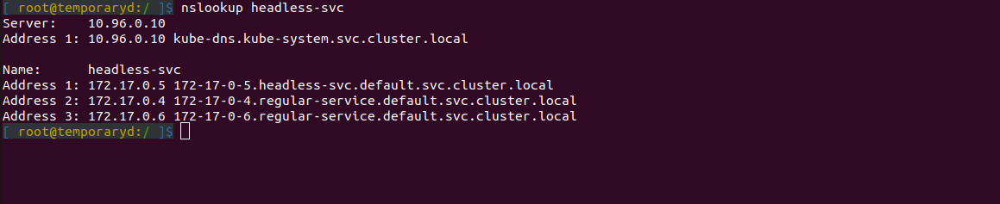 [ root@temporaryd:/ ]$ nslookup headless-svc
Server:    10.96.0.10
Address 1: 10.96.0.10 kube-dns.kube-system.svc.cluster.local
Name:      headless-svc
Address 1: 172.17.0.5 172-17-0-5.headless-svc.default.svc.cluster.local
Address 2: 172.17.0.4 172-17-0-4.regular-service.default.svc.cluster.local
Address 3: 172.17.0.6 172-17-0-6.regular-service.default.svc.cluster.local
[ root@temporaryd:/ ]$